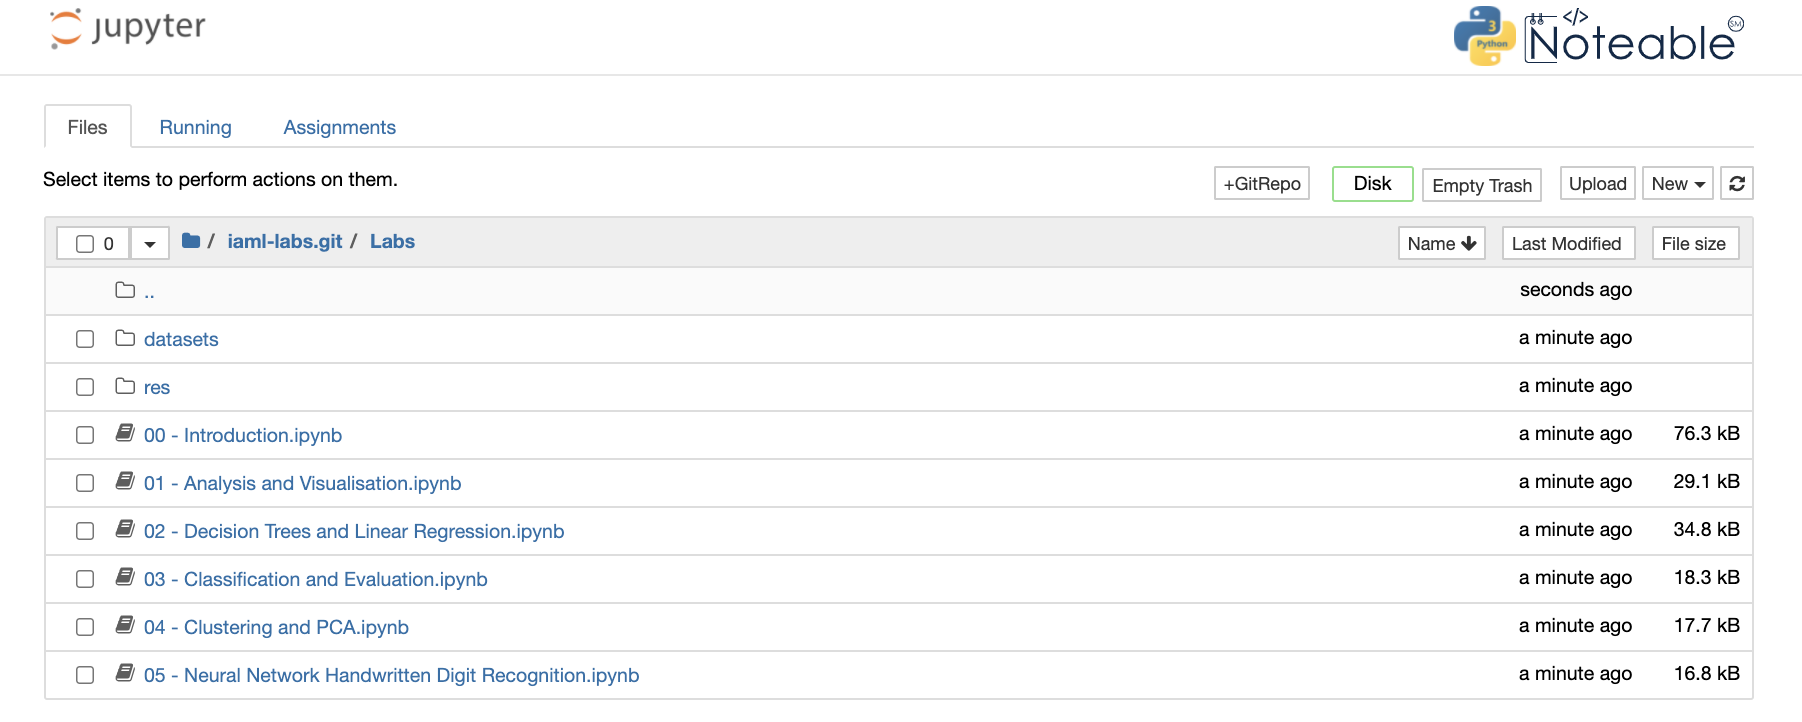 jupyter
3
Python
</>
Noteable SM
Files Running Assignments
Select items to perform actions on them.
+GitRepo Disk Empty Trash Upload New
0 / iaml-labs.git / Labs Name Last Modified File size
.. seconds ago
datasets a minute ago
res a minute ago
00 - Introduction.ipynb a minute ago 76.3 kB
01 - Analysis and Visualisation.ipynb a minute ago 29.1 kB
02 - Decision Trees and Linear Regression.ipynb a minute ago 34.8 kB
03 - Classification and Evaluation.ipynb a minute ago 18.3 kB
04 - Clustering and PCA.ipynb a minute ago 17.7 kB
05 - Neural Network Handwritten Digit Recognition.ipynb a minute ago 16.8 kB